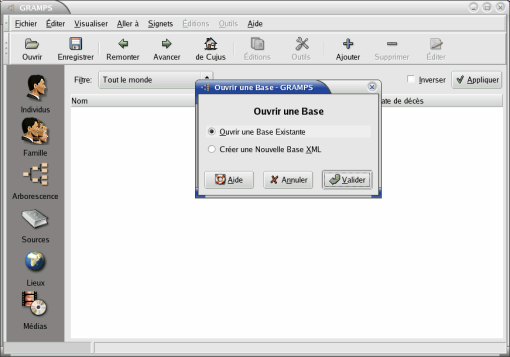 GRAMPS
Fichier Éditer Visualiser Aller à Signets Éditions Outils Aide
Ouvrir Enregistrer Remonter Avancer de Cujus Éditions Outils Ajouter Supprimer Éditer
Individus
Famille
Arborescence
Sources
Lieux
Médias
Filtre: Tout le monde Inverser Appliquer
Nom ate de décès
Ouvrir une Base - GRAMPS
Ouvrir une Base
Ouvrir une Base Existante
Créer une Nouvelle Base XML
Aide Annuler Valider